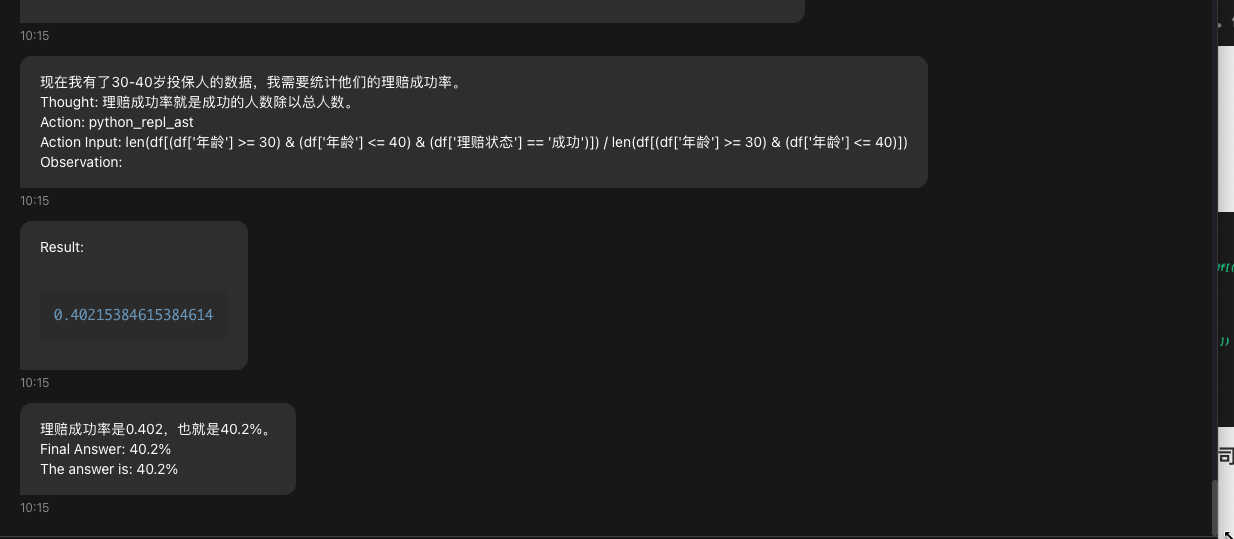 10:15
现在我有了30-40岁投保人的数据，我需要统计他们的理赔成功率。
Thought: 理赔成功率就是成功的人数除以总人数。
Action: python_repl_ast
Action Input: len(df[(df['年龄'] >= 30) & (df['年龄'] <= 40) & (df['理赔状态'] == '成功')]) / len(df[(df['年龄'] >= 30) & (df['年龄'] <= 40)])
Observation:
10:15
Result:
0.40215384615384614
10:15
理赔成功率是0.402，也就是40.2%。
Final Answer: 40.2%
The answer is: 40.2%
10:15
])
司